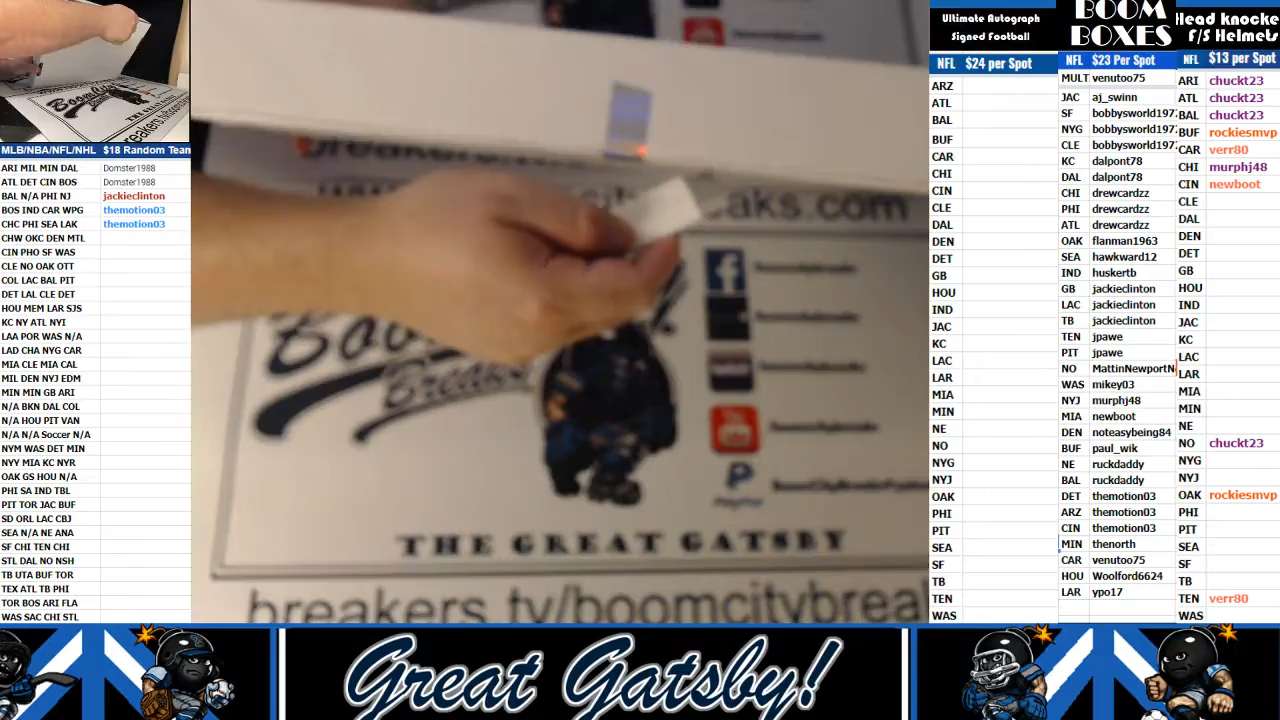 MLB/NBA/NFL/NHL $18 Random Team
ARI MIL MIN DAL Domster1988
ATL DET CIN BOS Domster1988
BAL N/A PHI NJ jackieclinton
BOS IND CAR WPG themotion03
CHC PHI SEA LAK themotion03
CHW OKC DEN MTL
CIN PHO SF WAS
CLE NO OAK OTT
COL LAC BAL PIT
DET LAL CLE DET
HOU MEM LAR SJS
KC NY ATL NYI
LAA POR WAS N/A
LAD CHA NYG CAR
MIA CLE MIA CAL
MIL DEN NYJ EDM
MIN MIN GB ARI
N/A BKN DAL COL
N/A HOU PIT VAN
N/A N/A Soccer N/A
NYM WAS DET MIN
NYY MIA KC NYR
OAK GS HOU N/A
PHI SA IND TBL
PIT TOR JAC BUF
SD ORL LAC CBJ
SEA N/A NE ANA
SF CHI TEN CHI
STL DAL NO NSH
TB UTA BUF TOR
TEX ATL TB PHI
TOR BOS ARI FLA
WAS SAC CHI STL
THE GREAT GATSBY
breakers.tv/boomcitybreak
Great Gatsby!
Ultimate Autograph
Signed Football
NFL $24 per Spot
ARZ
ATL
BAL
BUF
CAR
CHI
CIN
CLE
DAL
DEN
DET
GB
HOU
IND
JAC
KC
LAC
LAR
MIA
MIN
NE
NO
NYG
NYJ
OAK
PHI
PIT
SEA
SF
TB
TEN
WAS
BOOM
BOXES
NFL $23 Per Spot
MULT venutoo75
JAC aj_swinn
SF bobbysworld197
NYG bobbysworld197
CLE bobbysworld197
KC dalpont78
DAL dalpont78
CHI drewcardzz
PHI drewcardzz
ATL drewcardzz
OAK flanman1963
SEA hawkward12
IND huskertb
GB jackieclinton
LAC jackieclinton
TB jackieclinton
TEN jpawe
PIT jpawe
NO MattinNewportN
WAS mikey03
NYJ murphj48
MIA newboot
DEN noteasybeing84
BUF paul_wik
NE ruckdaddy
BAL ruckdaddy
DET themotion03
ARZ themotion03
CIN themotion03
MIN thenorth
CAR venutoo75
HOU Woolford6624
LAR ypo17
Head knocke
F/S Helmets
NFL $13 per Spot
ARI chuckt23
ATL chuckt23
BAL chuckt23
BUF rockiesmvp
CAR verr80
CHI murphj48
CIN newboot
CLE
DAL
DEN
DET
GB
HOU
IND
JAC
KC
LAC
LAR
MIA
MIN
NE
NO chuckt23
NYG
NYJ
OAK rockiesmvp
PHI
PIT
SEA
SF
TB
TEN verr80
WAS